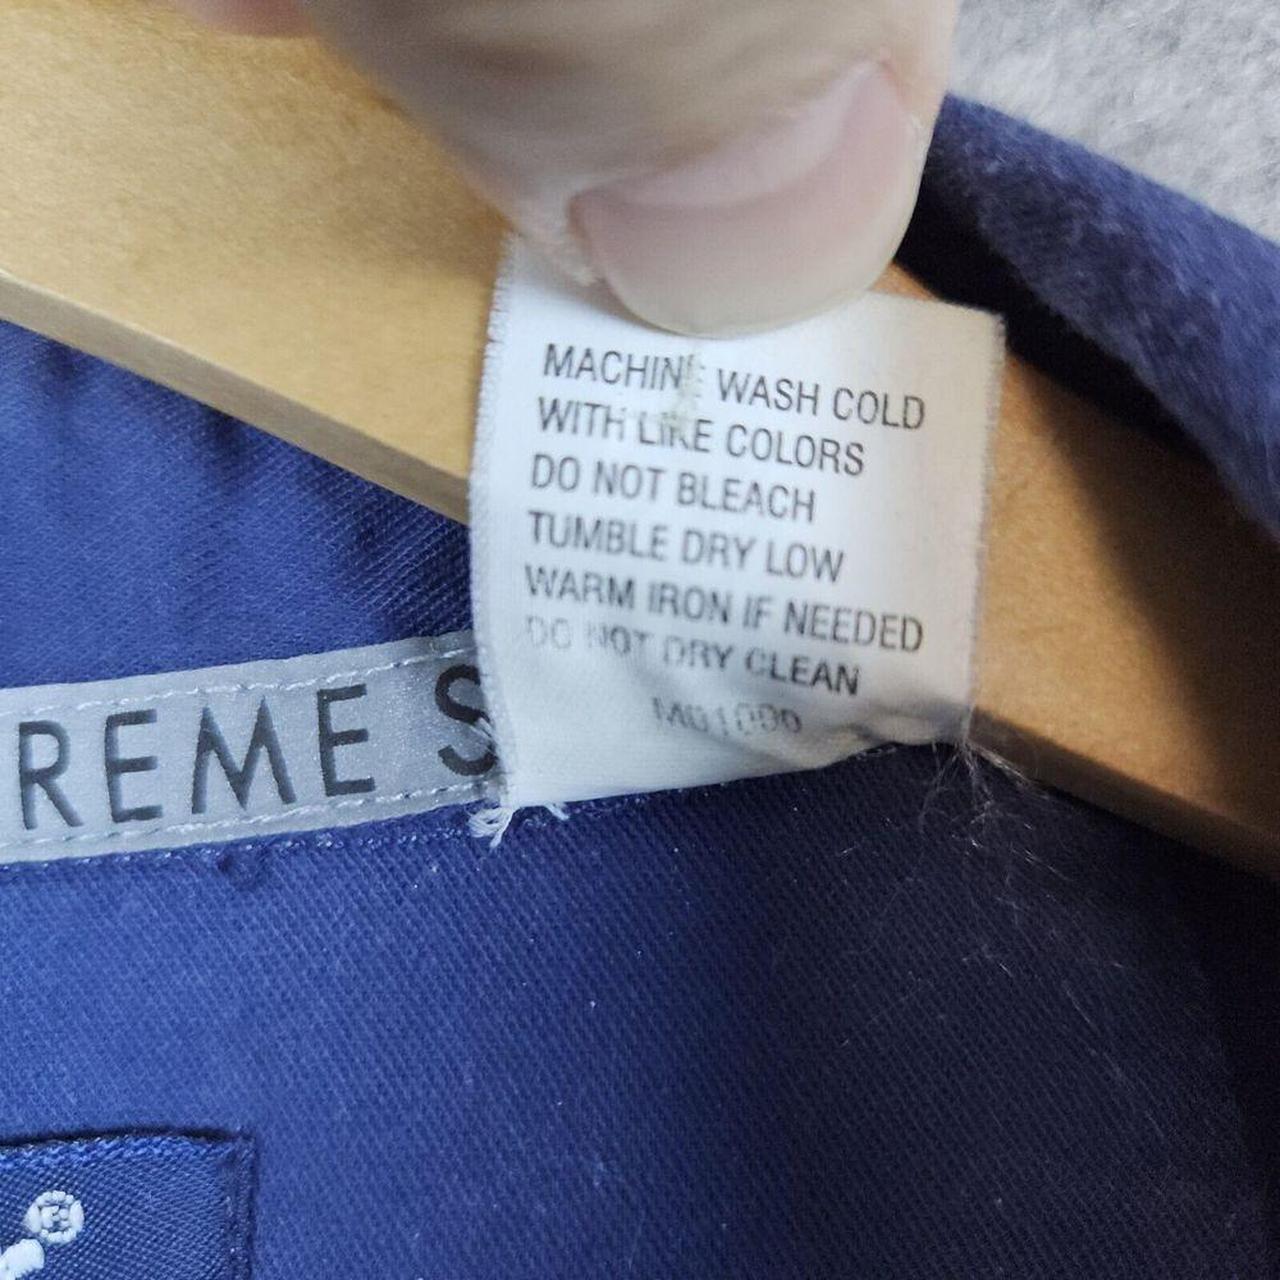 MACHINE WASH COLD
WITH LIKE COLORS
DO NOT BLEACH
TUMBLE DRY LOW
WARM IRON IF NEEDED
DO NOT DRY CLEAN
REME S
®